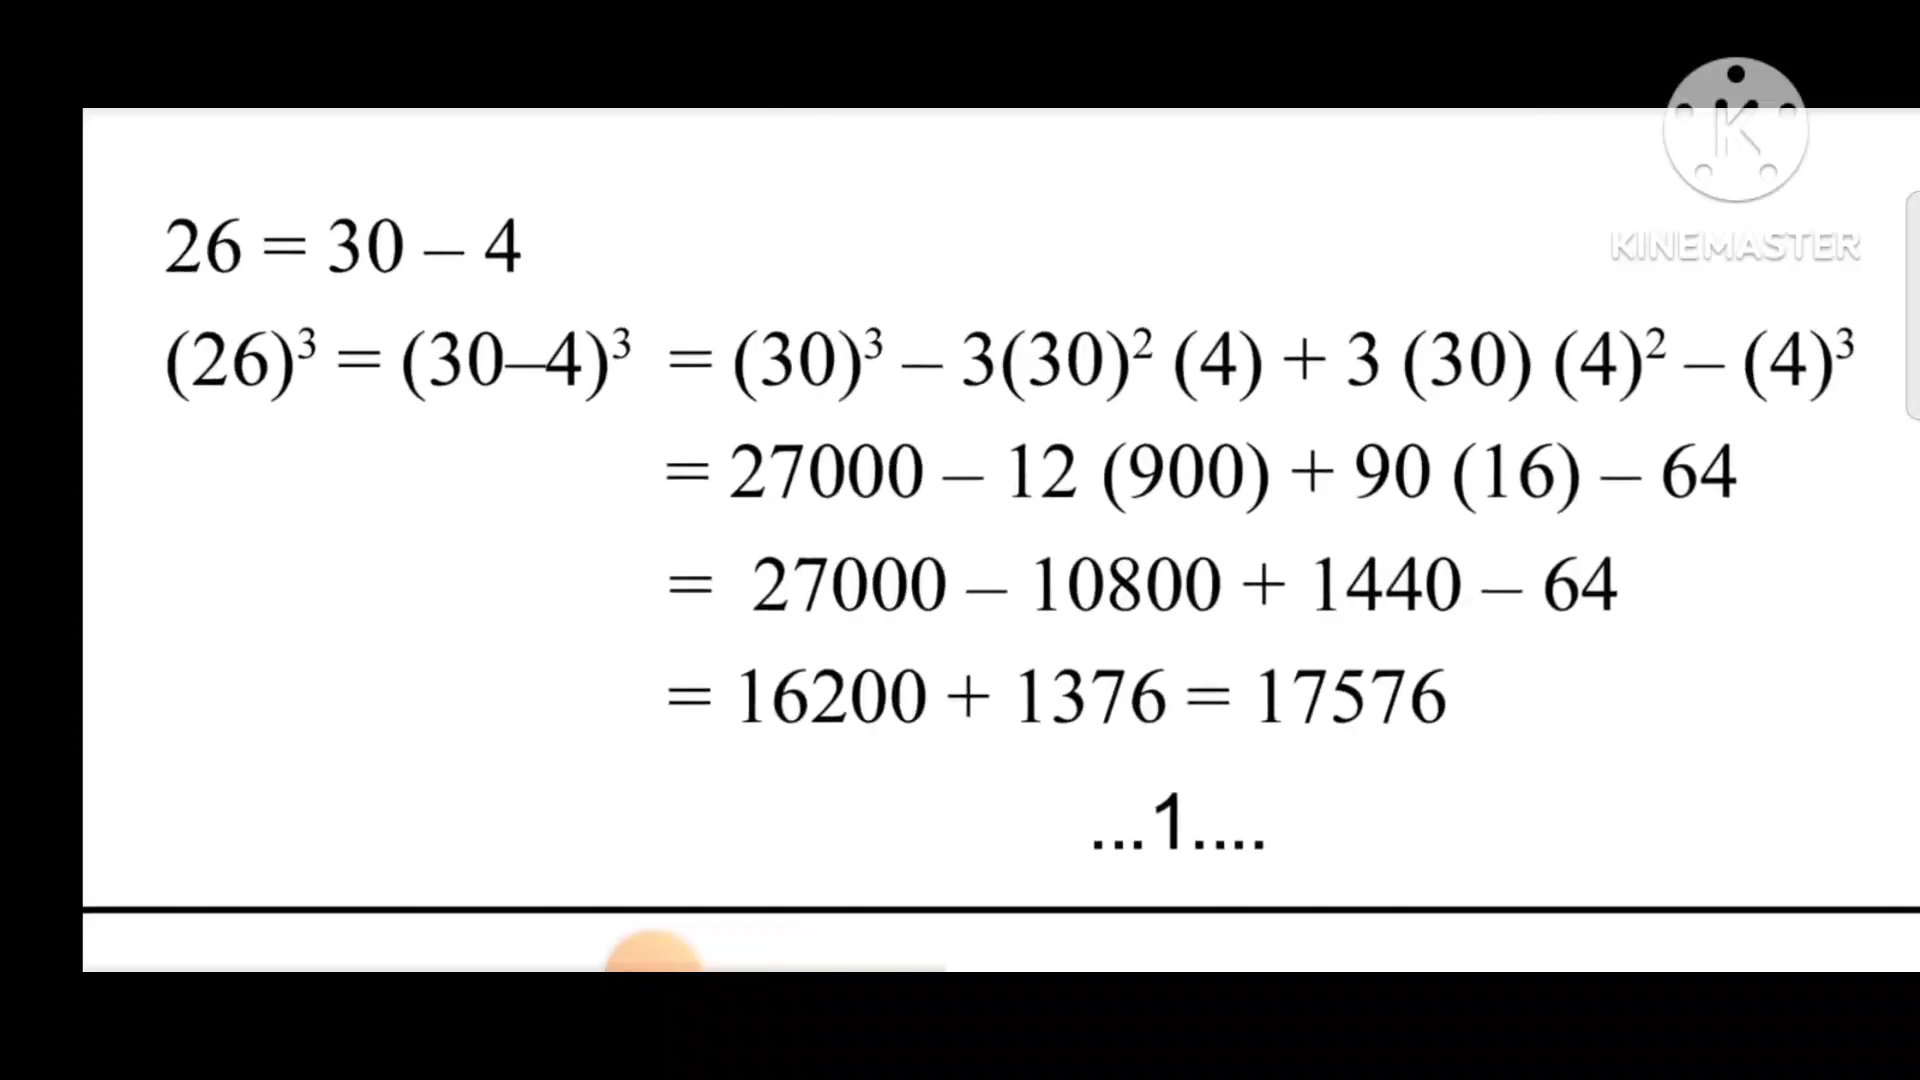 K
KINEMASTER
26 = 30 – 4
(26)³ = (30–4)³ = (30)³ – 3(30)² (4) + 3 (30) (4)² – (4)³
= 27000 – 12 (900) + 90 (16) – 64
= 27000 – 10800 + 1440 – 64
= 16200 + 1376 = 17576
...1....